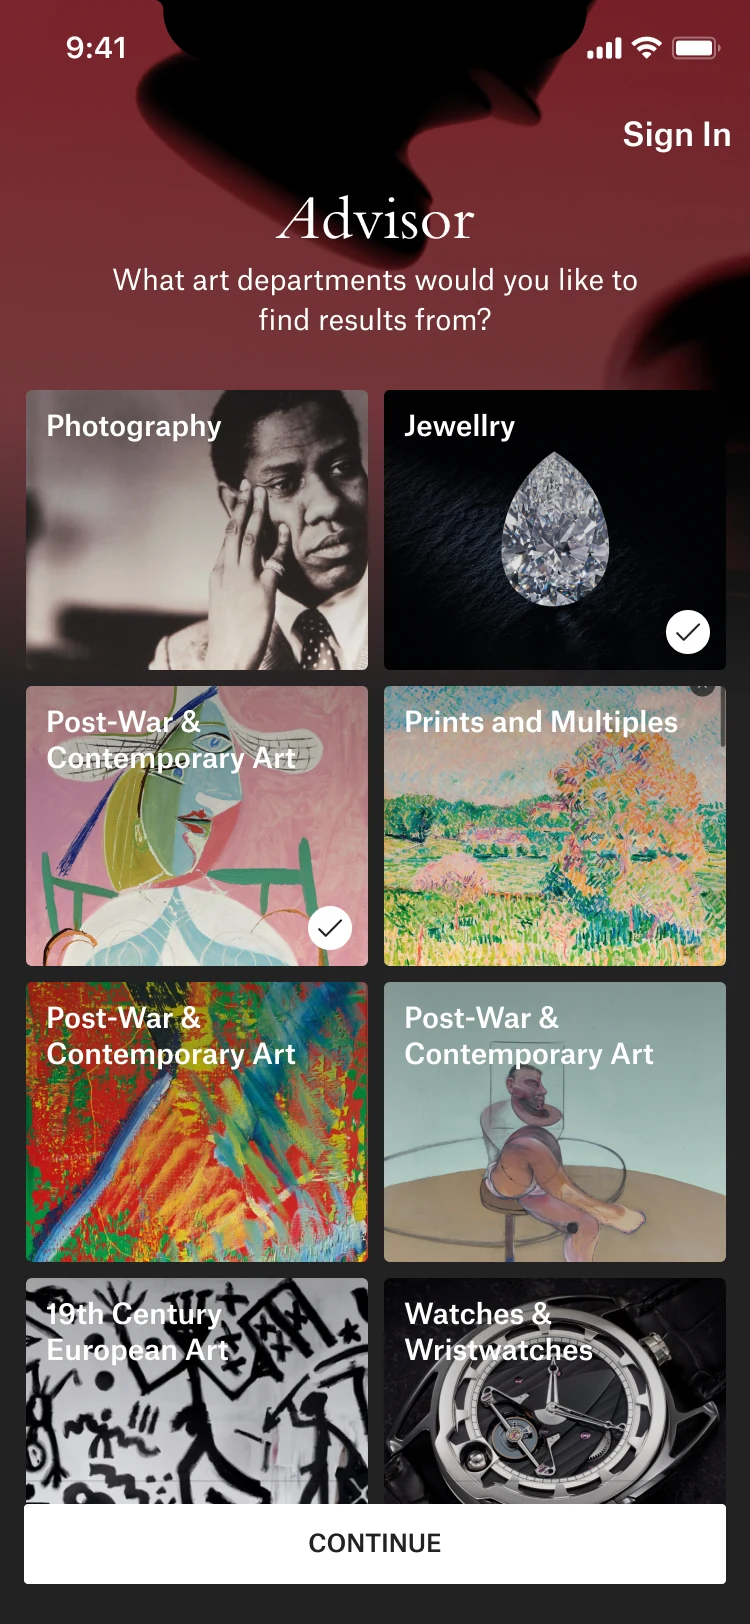 9:41
Sign In
Advisor
What art departments would you like to
find results from?
Photography
Jewellry
Post-War &
Contemporary Art
Prints and Multiples
Post-War &
Contemporary Art
Post-War &
Contemporary Art
19th Century
European Art
Watches &
Wristwatches
CONTINUE